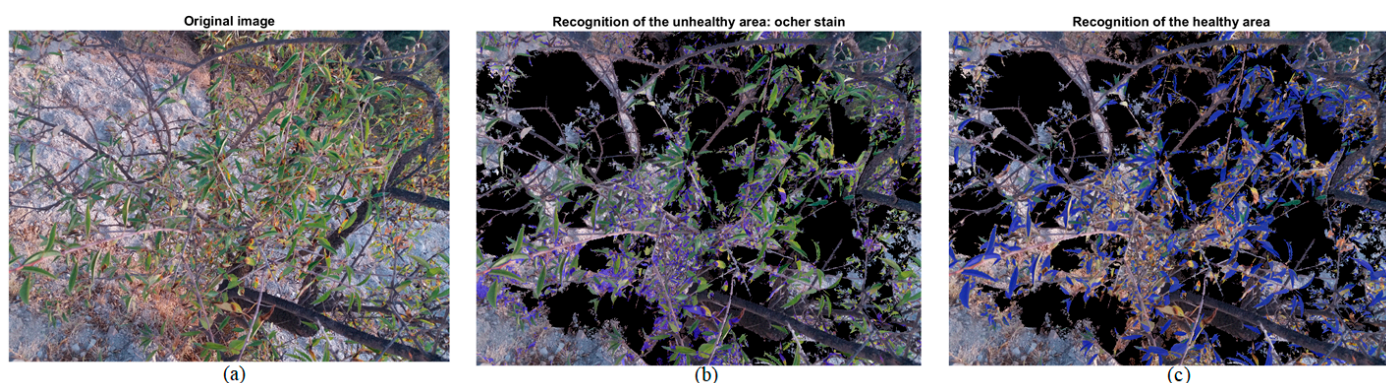 Original image
Recognition of the unhealthy area: ocher stain
Recognition of the healthy area
(a)
(b)
(c)